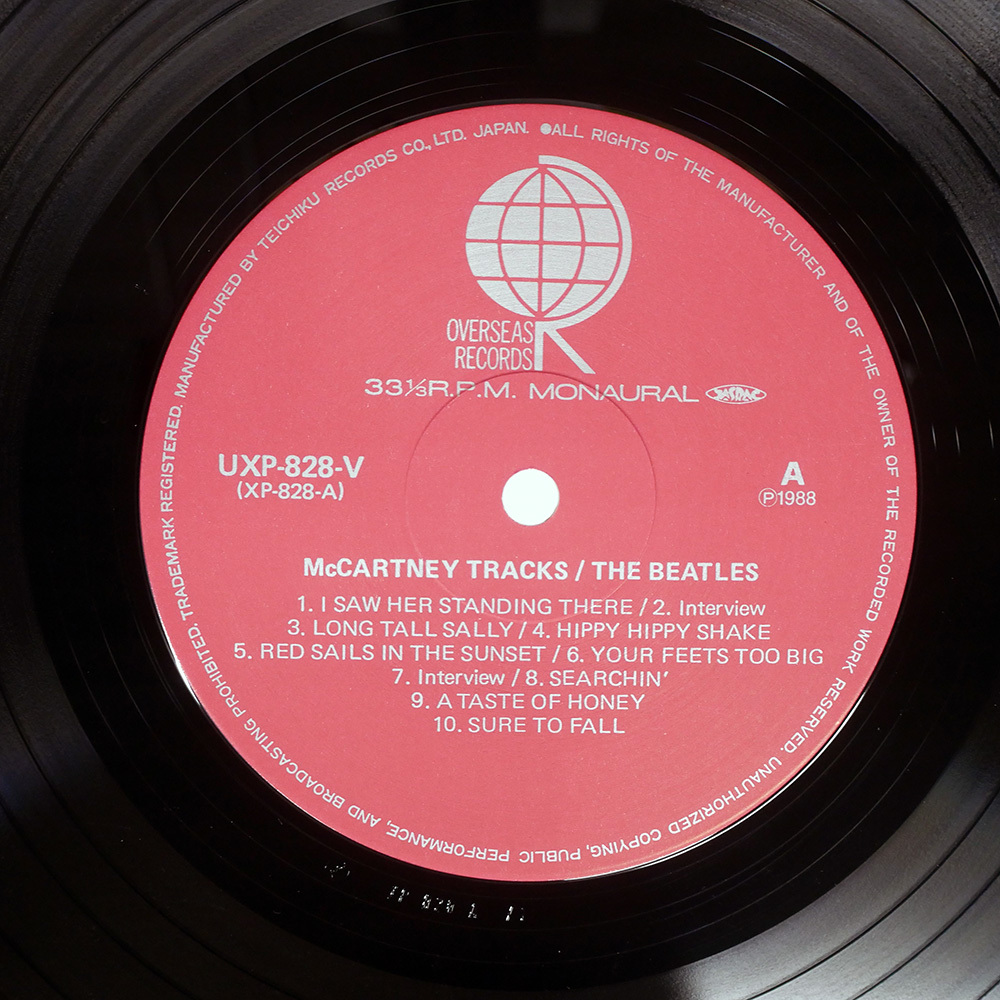 MANUFACTURED BY TEICHIKU RECORDS CO., LTD. JAPAN. ●ALL RIGHTS OF THE MANUFACTURER AND OF THE OWNER OF THE RECORDED WORK RESERVED. UNAUTHORIZED COPYING, PUBLIC PERFORMANCE, AND BROADCASTING PROHIBITED, TRADEMARK REGISTERED.
OVERSEAS
RECORDS
33⅓R.P.M. MONAURAL JASRAC
UXP-828-V
(XP-828-A)
A
Ⓟ1988
McCARTNEY TRACKS / THE BEATLES
1. I SAW HER STANDING THERE / 2. Interview
3. LONG TALL SALLY / 4. HIPPY HIPPY SHAKE
5. RED SAILS IN THE SUNSET / 6. YOUR FEETS TOO BIG
7. Interview / 8. SEARCHIN'
9. A TASTE OF HONEY
10. SURE TO FALL